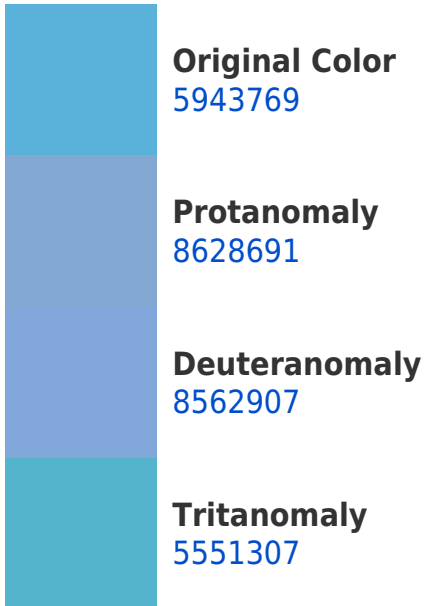 Original Color
5943769
Protanomaly
8628691
Deuteranomaly
8562907
Tritanomaly
5551307